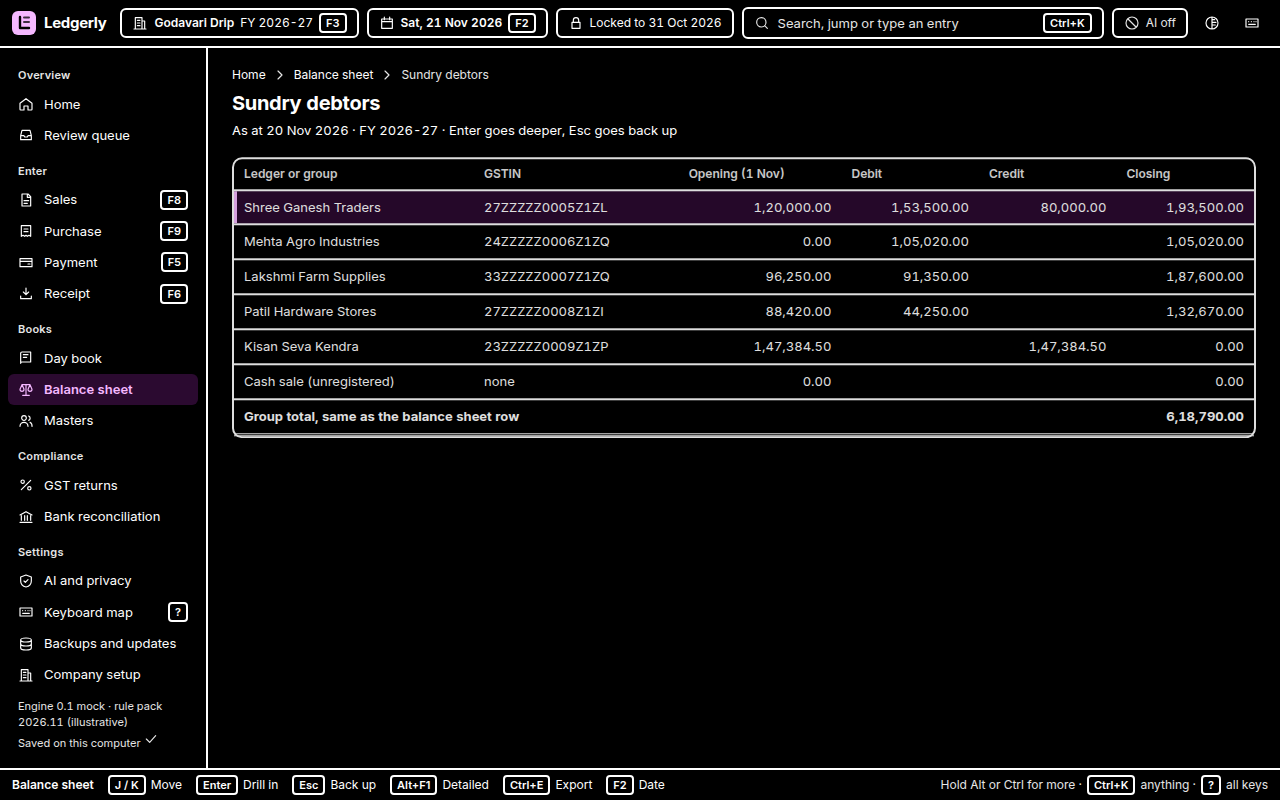 Ledgerly
Godavari Drip FY 2026-27 F3
Sat, 21 Nov 2026 F2
Locked to 31 Oct 2026
Search, jump or type an entry Ctrl+K
AI off
Overview
Home
Review queue
Enter
Sales F8
Purchase F9
Payment F5
Receipt F6
Books
Day book
Balance sheet
Masters
Compliance
GST returns
Bank reconciliation
Settings
AI and privacy
Keyboard map ?
Backups and updates
Company setup
Engine 0.1 mock · rule pack
2026.11 (illustrative)
Saved on this computer
Home Balance sheet Sundry debtors
Sundry debtors
As at 20 Nov 2026 · FY 2026-27 · Enter goes deeper, Esc goes back up
Ledger or group GSTIN Opening (1 Nov) Debit Credit Closing
Shree Ganesh Traders 27ZZZZZ0005Z1ZL 1,20,000.00 1,53,500.00 80,000.00 1,93,500.00
Mehta Agro Industries 24ZZZZZ0006Z1ZQ 0.00 1,05,020.00 1,05,020.00
Lakshmi Farm Supplies 33ZZZZZ0007Z1ZQ 96,250.00 91,350.00 1,87,600.00
Patil Hardware Stores 27ZZZZZ0008Z1ZI 88,420.00 44,250.00 1,32,670.00
Kisan Seva Kendra 23ZZZZZ0009Z1ZP 1,47,384.50 1,47,384.50 0.00
Cash sale (unregistered) none 0.00 0.00
Group total, same as the balance sheet row 6,18,790.00
Balance sheet J / K Move Enter Drill in Esc Back up Alt+F1 Detailed Ctrl+E Export F2 Date
Hold Alt or Ctrl for more · Ctrl+K anything · ? all keys